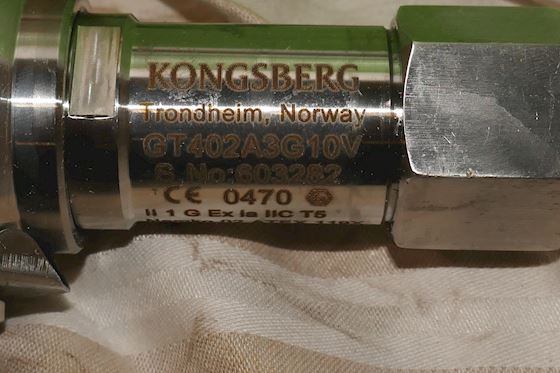 KONGSBERG
Trondheim, Norway
GT402A3G10V
S.No:603282
CE 0470
II 1 G Ex ia IIC T5